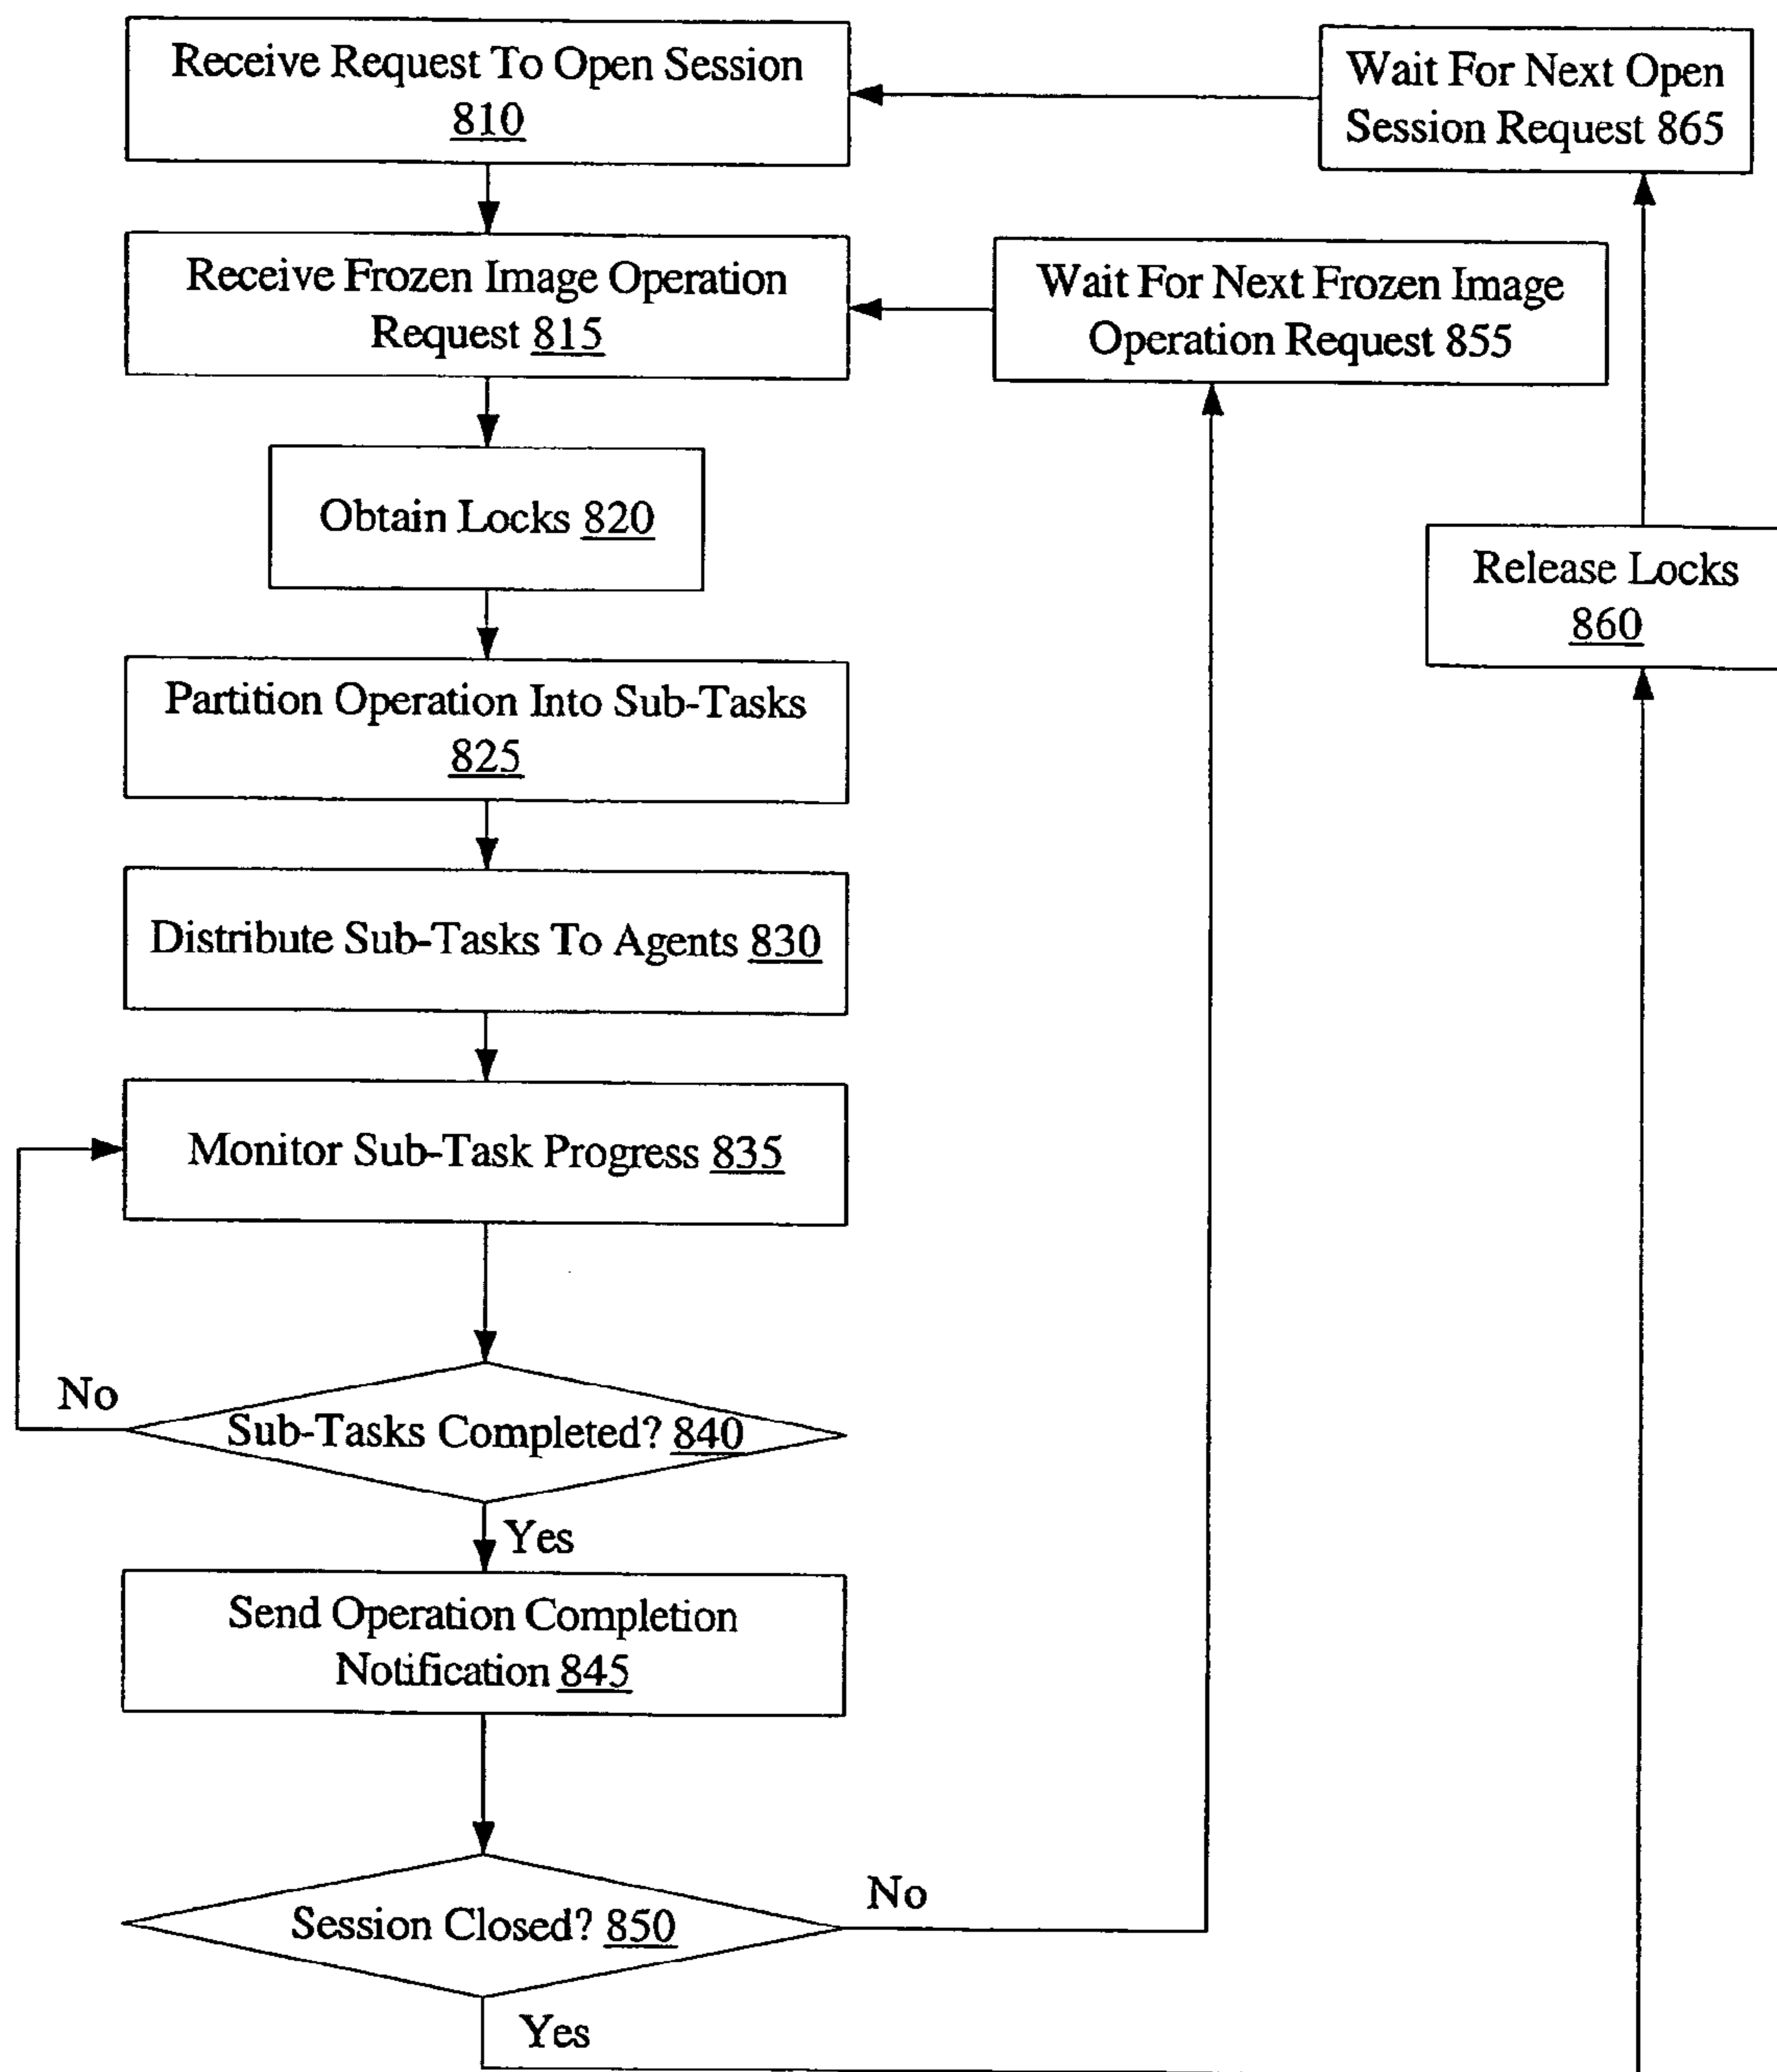 Receive Request To Open Session
810
Wait For Next Open
Session Request 865
Receive Frozen Image Operation
Request 815
Wait For Next Frozen Image
Operation Request 855
Obtain Locks 820
Release Locks
860
Partition Operation Into Sub-Tasks
825
Distribute Sub-Tasks To Agents 830
Monitor Sub-Task Progress 835
No
Sub-Tasks Completed? 840
Yes
Send Operation Completion
Notification 845
No
Session Closed? 850
Yes